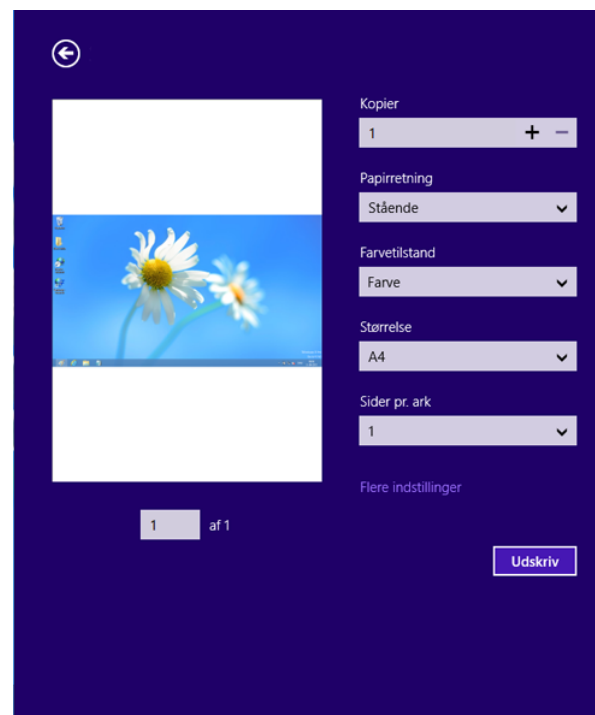 Kopier
1
Papirretning
Stående
Farvetilstand
Farve
Størrelse
A4
Sider pr. ark
1
Flere indstillinger
1 af 1
Udskriv